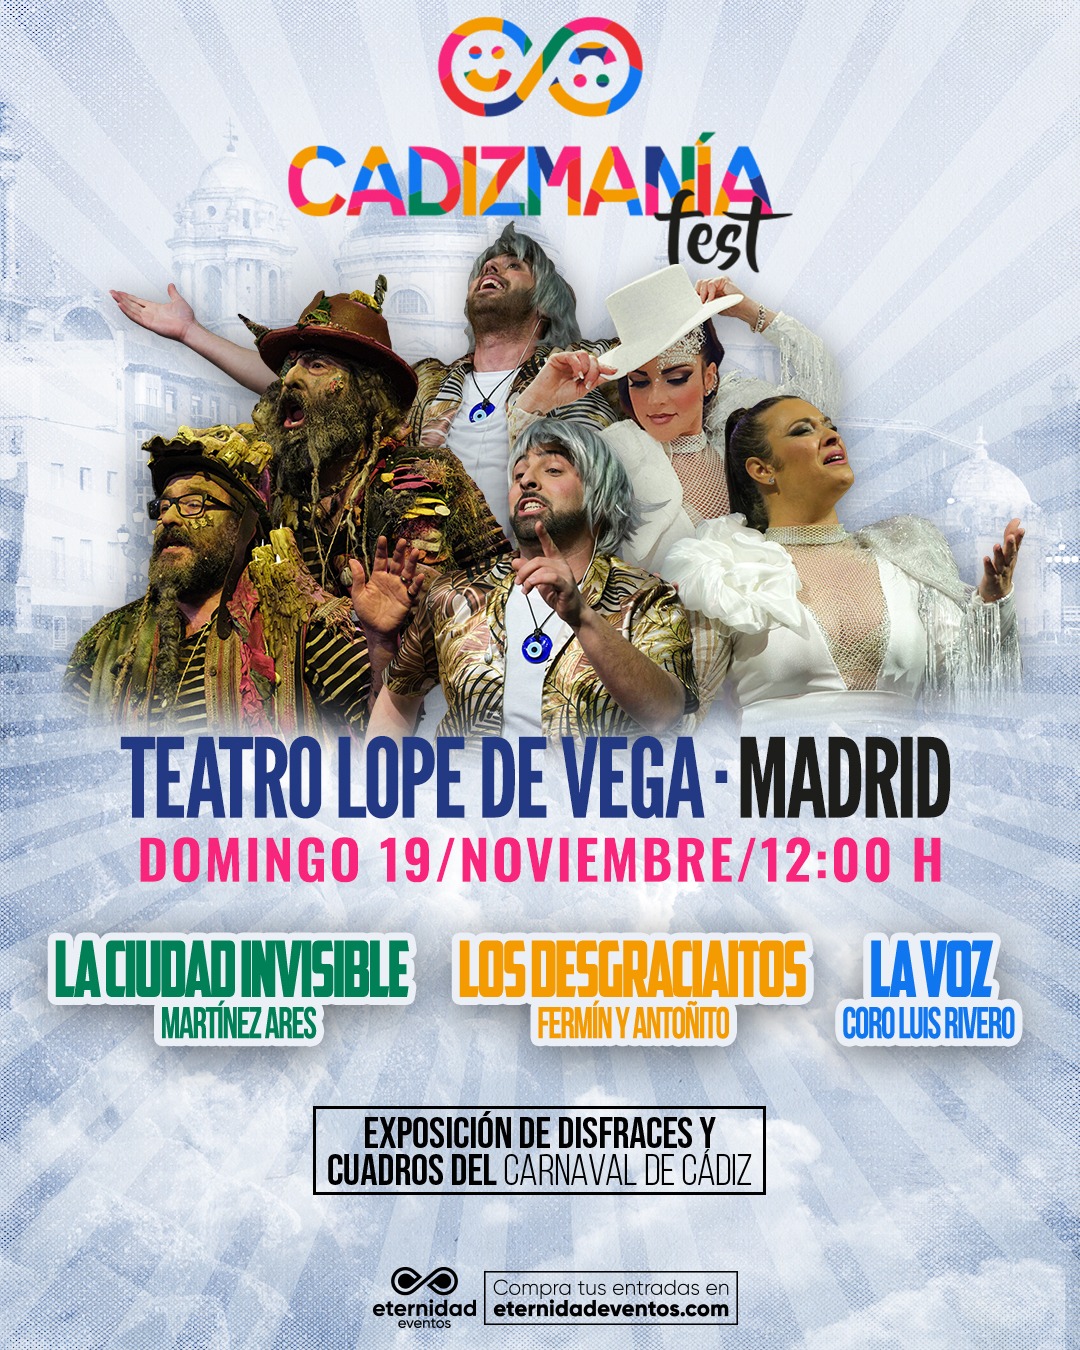 CADIZMANÍA
fest
TEATRO LOPE DE VEGA · MADRID
DOMINGO 19/NOVIEMBRE/12:00 H
LA CIUDAD INVISIBLE
MARTÍNEZ ARES
LOS DESGRACIAITOS
FERMÍN Y ANTOÑITO
LA VOZ
CORO LUIS RIVERO
EXPOSICIÓN DE DISFRACES Y
CUADROS DEL CARNAVAL DE CÁDIZ
eternidad
eventos
Compra tus entradas en
eternidadeventos.com